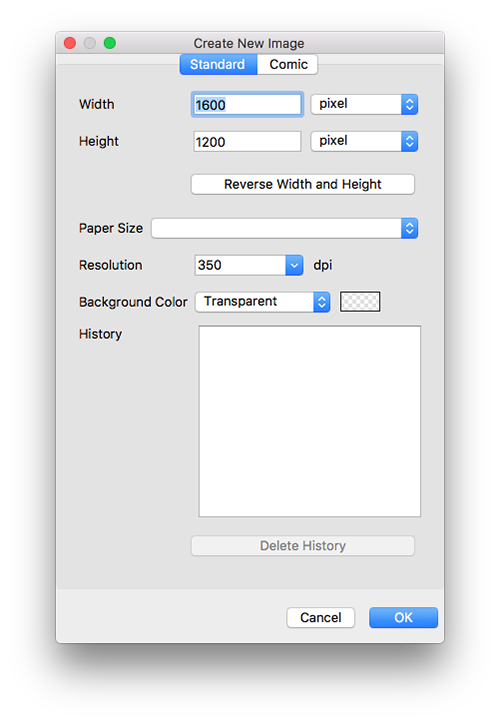 Create New Image
Standard Comic
Width 1600 pixel
Height 1200 pixel
Reverse Width and Height
Paper Size
Resolution 350 dpi
Background Color Transparent
History
Delete History
Cancel OK